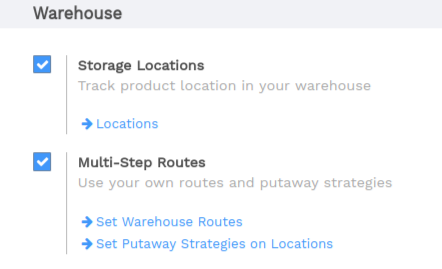 Warehouse
Storage Locations
Track product location in your warehouse
Locations
Multi-Step Routes
Use your own routes and putaway strategies
Set Warehouse Routes
Set Putaway Strategies on Locations